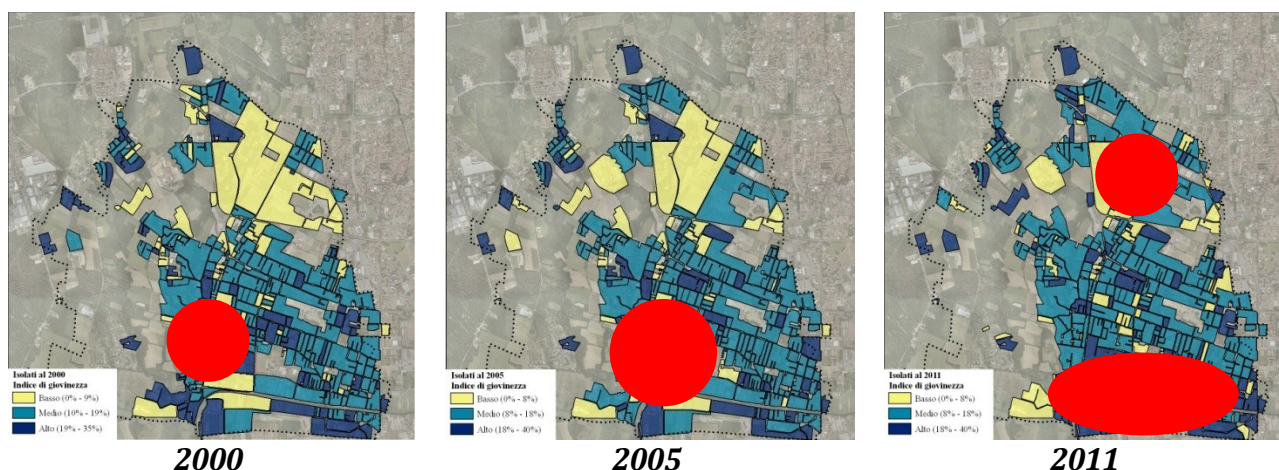 Isolati al 2000
Indice di giovinezza
Basso (0% - 9%)
Medio (10% - 19%)
Alto (19% - 35%)
2000
Isolati al 2005
Indice di giovinezza
Basso (0% - 8%)
Medio (8% - 18%)
Alto (18% - 40%)
2005
Isolati al 2011
Indice di giovinezza
Basso (0% - 8%)
Medio (8% - 18%)
Alto (18% - 40%)
2011